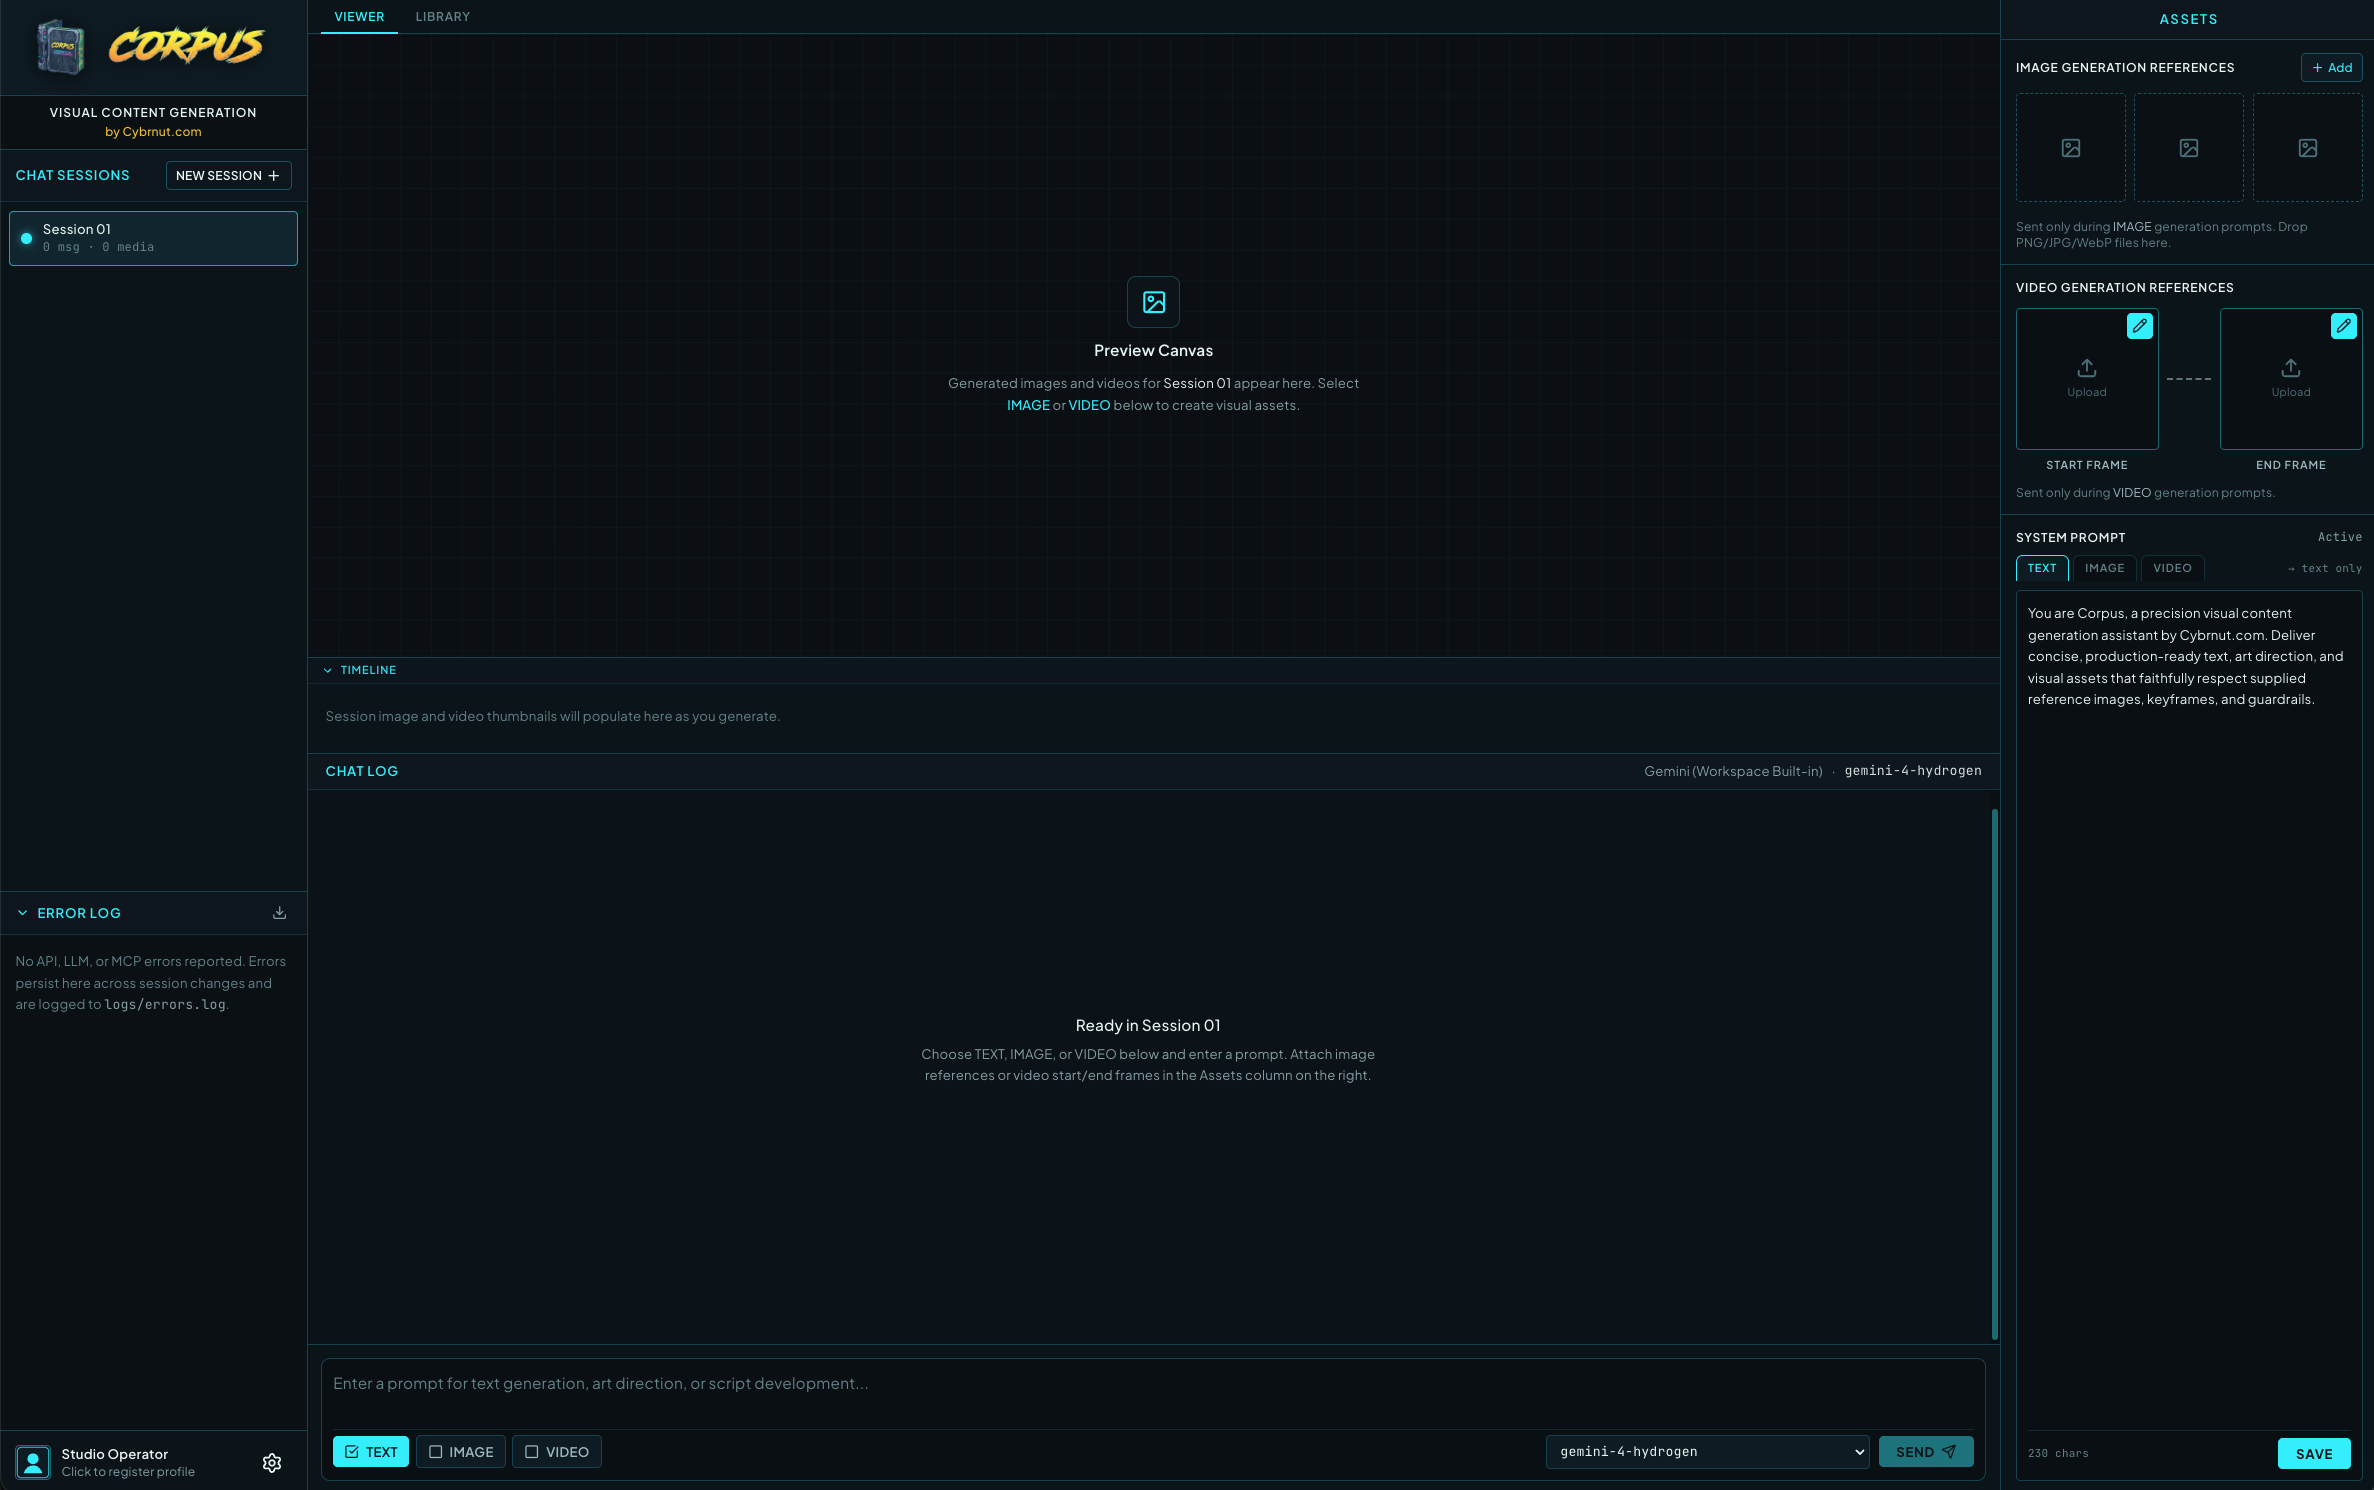 CORPUS
CORPUS
VISUAL CONTENT GENERATION
by Cybrnut.com
CHAT SESSIONS
NEW SESSION
Session 01
0 msg · 0 media
ERROR LOG
No API, LLM, or MCP errors reported. Errors
persist here across session changes and
are logged to logs/errors.log.
Studio Operator
Click to register profile
VIEWER
LIBRARY
Preview Canvas
Generated images and videos for Session 01 appear here. Select
IMAGE or VIDEO below to create visual assets.
TIMELINE
Session image and video thumbnails will populate here as you generate.
CHAT LOG
Gemini (Workspace Built-in) · gemini-4-hydrogen
Ready in Session 01
Choose TEXT, IMAGE, or VIDEO below and enter a prompt. Attach image
references or video start/end frames in the Assets column on the right.
Enter a prompt for text generation, art direction, or script development...
TEXT
IMAGE
VIDEO
gemini-4-hydrogen
SEND
ASSETS
IMAGE GENERATION REFERENCES
+ Add
Sent only during IMAGE generation prompts. Drop
PNG/JPG/WebP files here.
VIDEO GENERATION REFERENCES
Upload
Upload
START FRAME
END FRAME
Sent only during VIDEO generation prompts.
SYSTEM PROMPT
Active
TEXT
IMAGE
VIDEO
→ text only
You are Corpus, a precision visual content
generation assistant by Cybrnut.com. Deliver
concise, production-ready text, art direction, and
visual assets that faithfully respect supplied
reference images, keyframes, and guardrails.
230 chars
SAVE